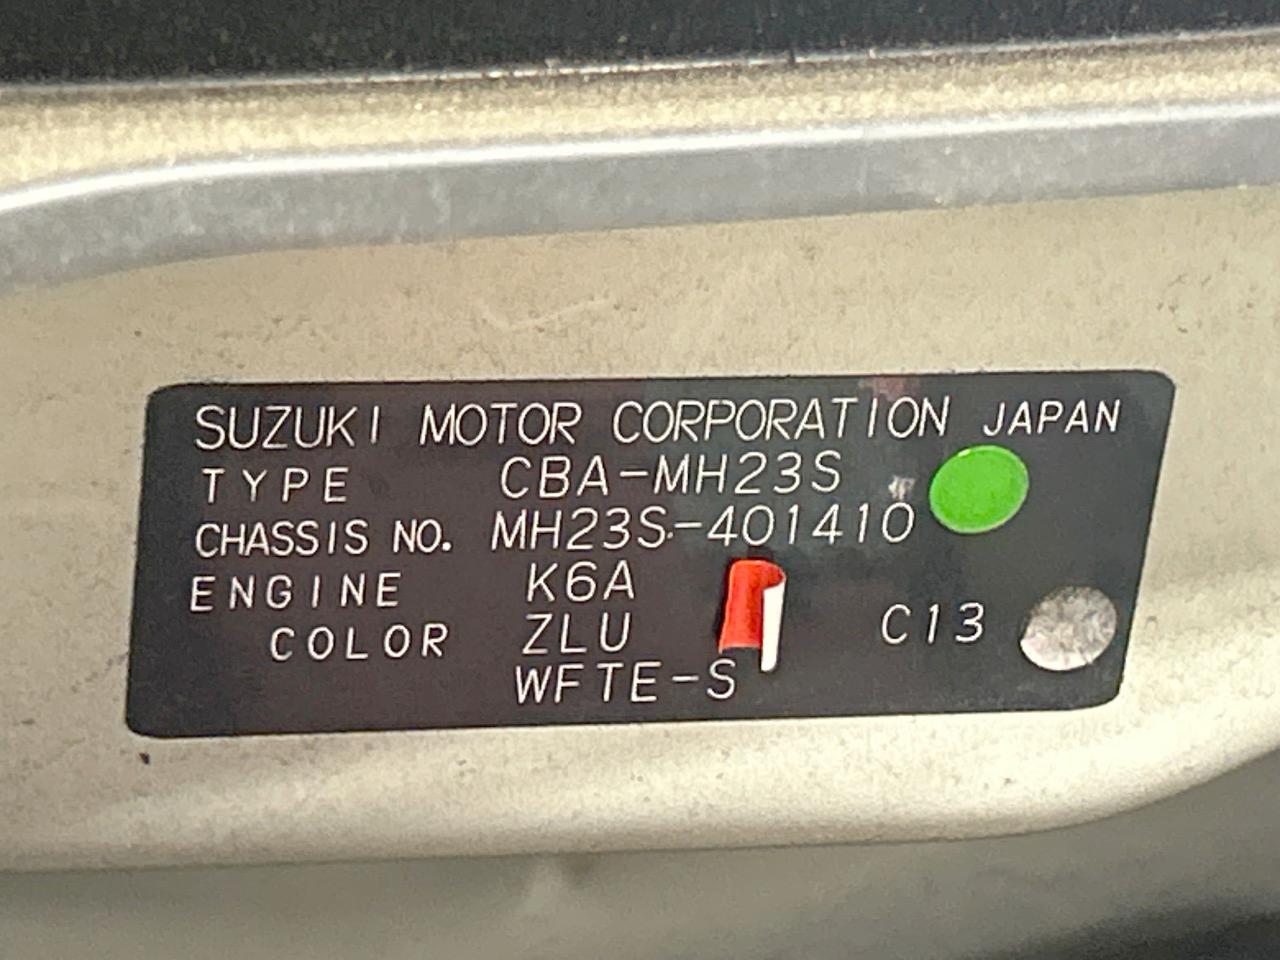 SUZUKI MOTOR CORPORATION JAPAN
TYPE CBA-MH23S
CHASSIS NO. MH23S-401410
ENGINE K6A
COLOR ZLU C13
WFTE-S